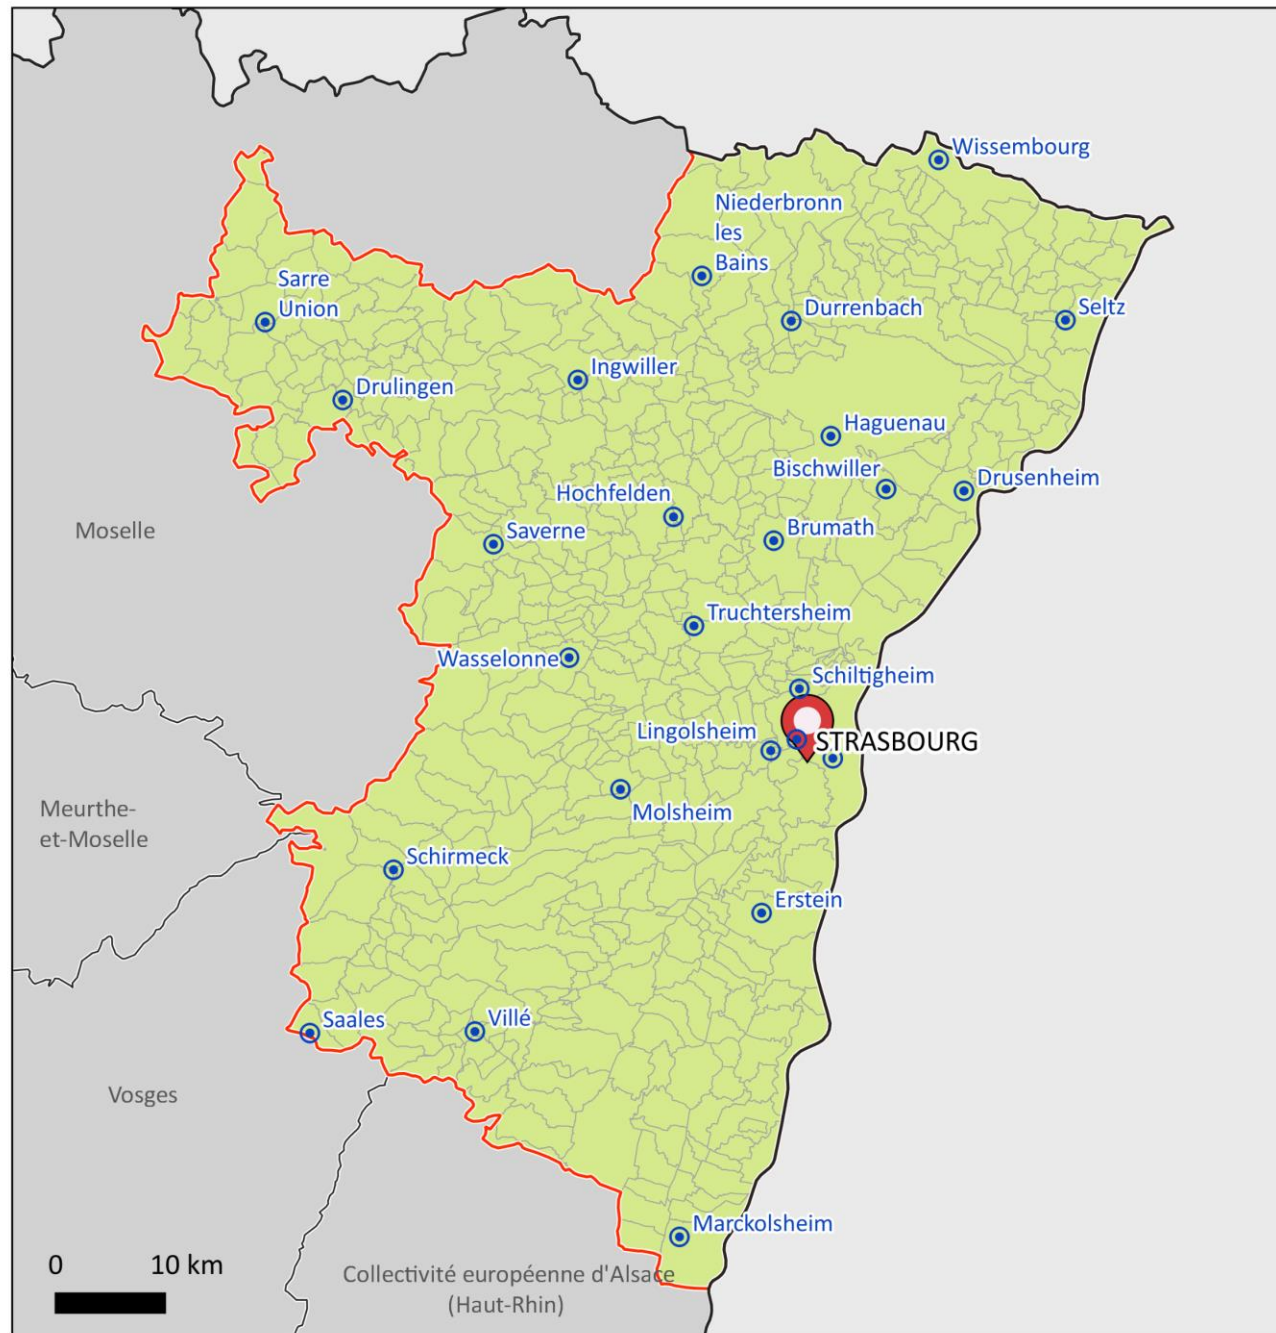 Wissembourg
Niederbronn
les
Bains
Sarre
Union
Durrenbach
Seltz
Ingwiller
Drulingen
Haguenau
Bischwiller
Drusenheim
Hochfelden
Moselle
Saverne
Brumath
Truchtersheim
Wasselonne
Schiltigheim
Lingolsheim
STRASBOURG
Meurthe-
et-Moselle
Molsheim
Schirmeck
Erstein
Saales
Villé
Vosges
Marckolsheim
0 10 km
Collectivité européenne d'Alsace
(Haut-Rhin)